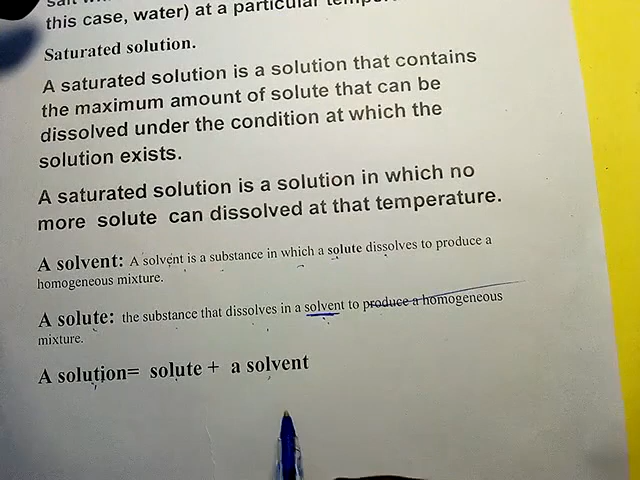 this case, water) at a particular
Saturated solution.
A saturated solution is a solution that contains
the maximum amount of solute that can be
dissolved under the condition at which the
solution exists.
A saturated solution is a solution in which no
more solute can dissolved at that temperature.
A solvent: A solvent is a substance in which a solute dissolves to produce a
homogeneous mixture.
A solute: the substance that dissolves in a solvent to produce a homogeneous
mixture.
A solution= solute + a solvent